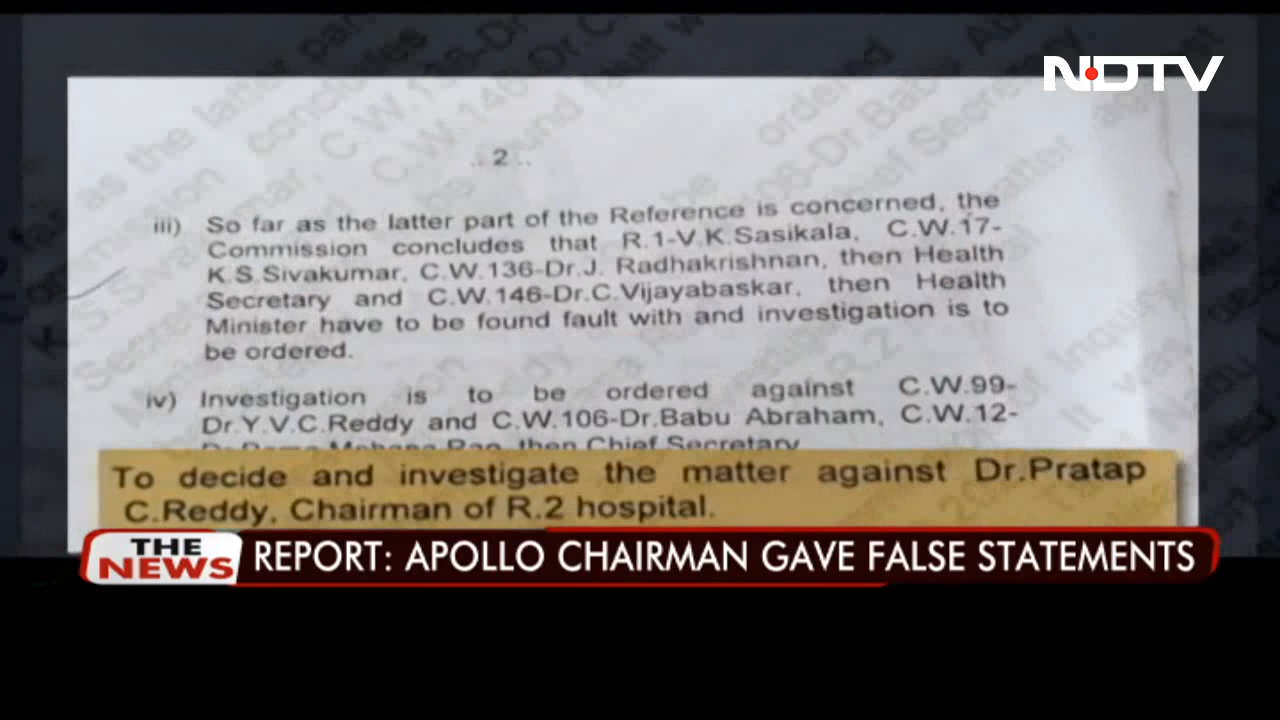 NDTV
.. 2 ..
iii) So far as the latter part of the Reference is concerned, the
Commission concludes that R.1-V.K.Sasikala, C.W.17-
K.S.Sivakumar, C.W.136-Dr.J. Radhakrishnan, then Health
Secretary and C.W.146-Dr.C.Vijayabaskar, then Health
Minister have to be found fault with and investigation is to
be ordered.
iv) Investigation is to be ordered against C.W.99-
Dr.Y.V.C.Reddy and C.W.106-Dr.Babu Abraham, C.W.12-
then Chief Secretary
To decide and investigate the matter against Dr.Pratap
C.Reddy, Chairman of R.2 hospital.
THE
NEWS
REPORT: APOLLO CHAIRMAN GAVE FALSE STATEMENTS